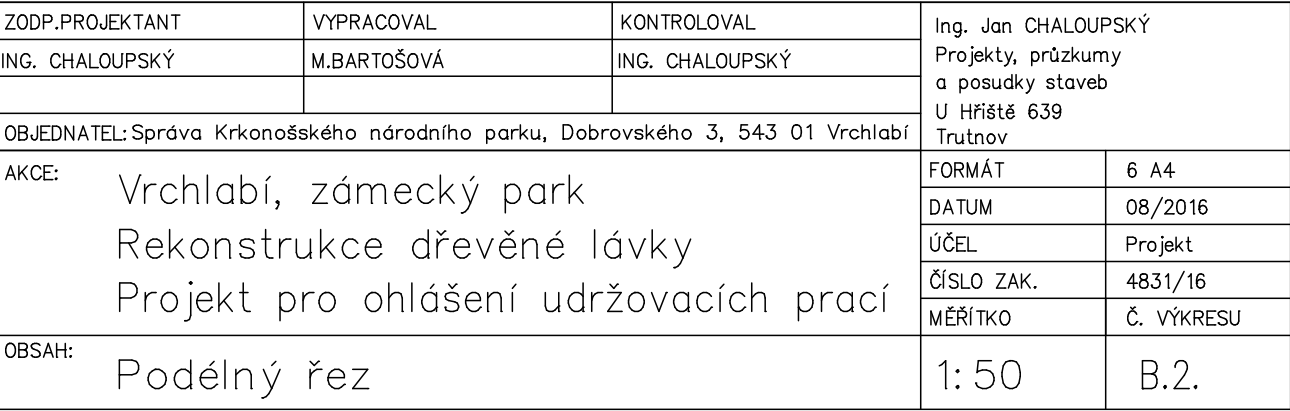 ZODP.PROJEKTANT VYPRACOVAL KONTROLOVAL
ING. CHALOUPSKÝ M.BARTOŠOVÁ ING. CHALOUPSKÝ
OBJEDNATEL: Správa Krkonošského národního parku, Dobrovského 3, 543 01 Vrchlabí
Ing. Jan CHALOUPSKÝ
Projekty, průzkumy
a posudky staveb
U Hřiště 639
Trutnov
AKCE:
Vrchlabí, zámecký park
Rekonstrukce dřevěné lávky
Projekt pro ohlášení udržovacích prací
FORMÁT 6 A4
DATUM 08/2016
ÚČEL Projekt
ČÍSLO ZAK. 4831/16
MĚŘÍTKO Č. VÝKRESU
OBSAH:
Podélný řez
1:50 B.2.